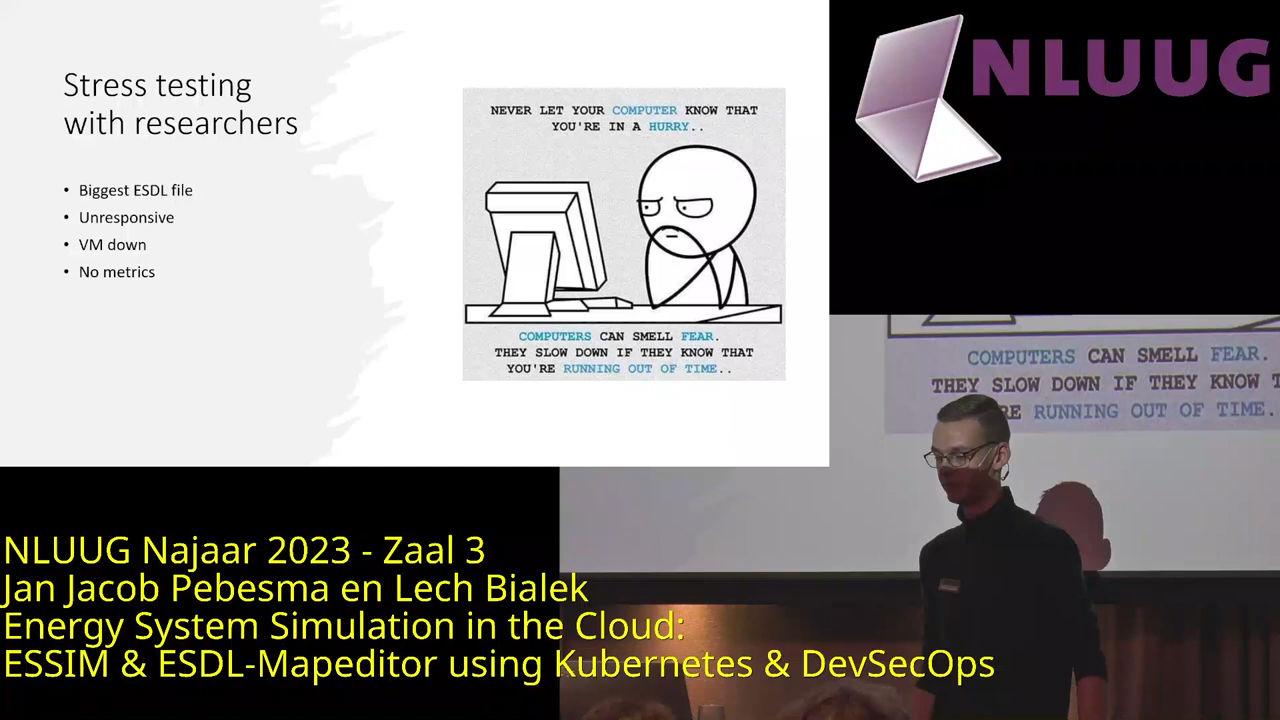 Stress testing
with researchers
• Biggest ESDL file
• Unresponsive
• VM down
• No metrics
NEVER LET YOUR COMPUTER KNOW THAT
YOU'RE IN A HURRY..
COMPUTERS CAN SMELL FEAR.
THEY SLOW DOWN IF THEY KNOW THAT
YOU'RE RUNNING OUT OF TIME..
NLUUG
COMPUTERS CAN SMELL FEAR.
THEY SLOW DOWN IF THEY KNOW T
RE RUNNING OUT OF TIME.
NLUUG Najaar 2023 - Zaal 3
Jan Jacob Pebesma en Lech Bialek
Energy System Simulation in the Cloud:
ESSIM & ESDL-Mapeditor using Kubernetes & DevSecOps